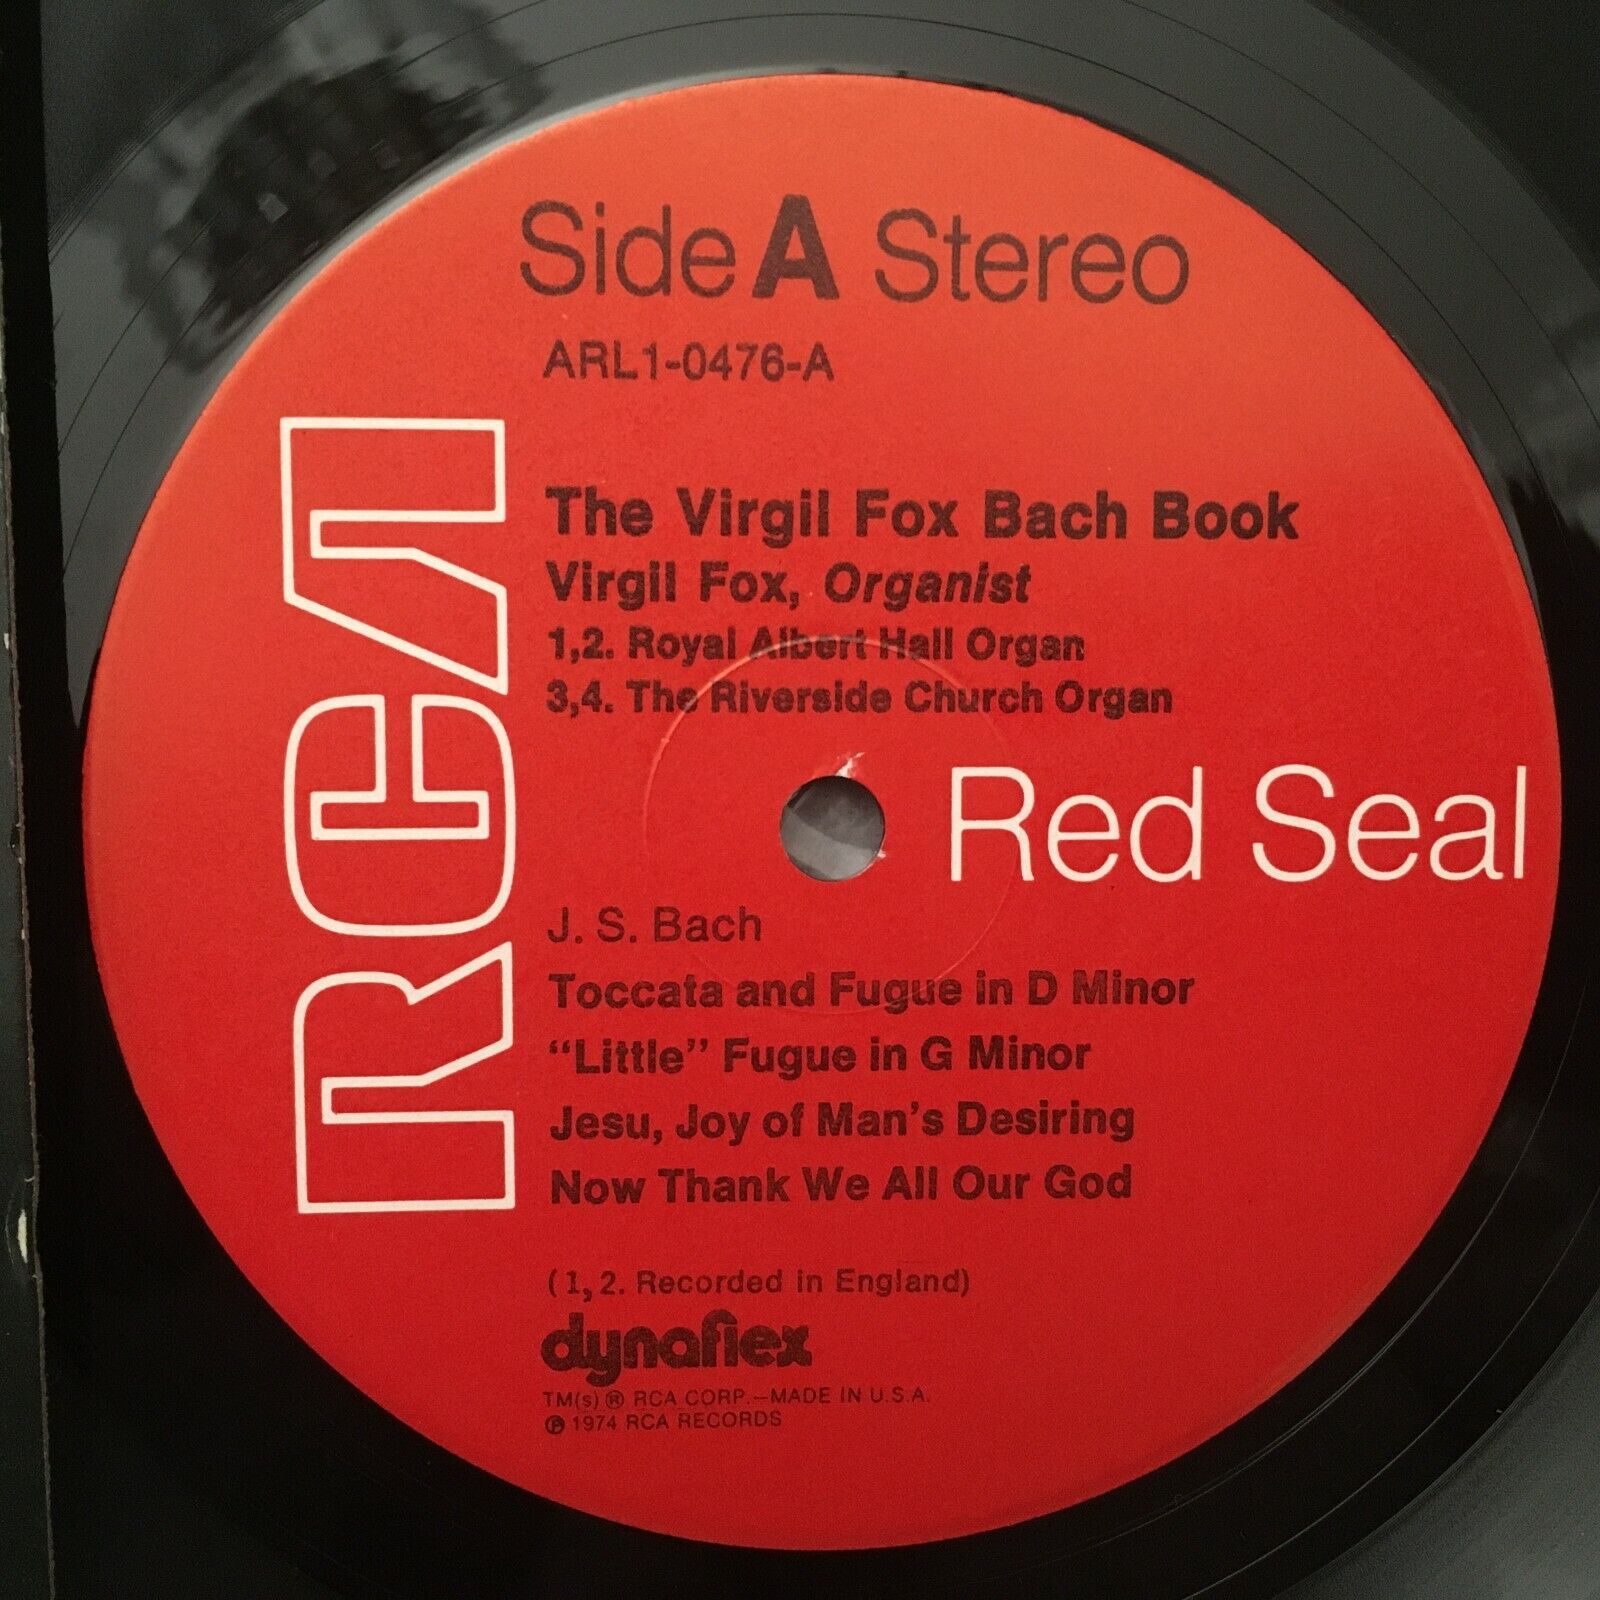 Side A Stereo
ARL1-0476-A
RCA
The Virgil Fox Bach Book
Virgil Fox, Organist
1,2. Royal Albert Hall Organ
3,4. The Riverside Church Organ
Red Seal
J. S. Bach
Toccata and Fugue in D Minor
“Little” Fugue in G Minor
Jesu, Joy of Man's Desiring
Now Thank We All Our God
(1, 2. Recorded in England)
dynaflex
TM(s) ® RCA CORP.—MADE IN U.S.A.
℗ 1974 RCA RECORDS